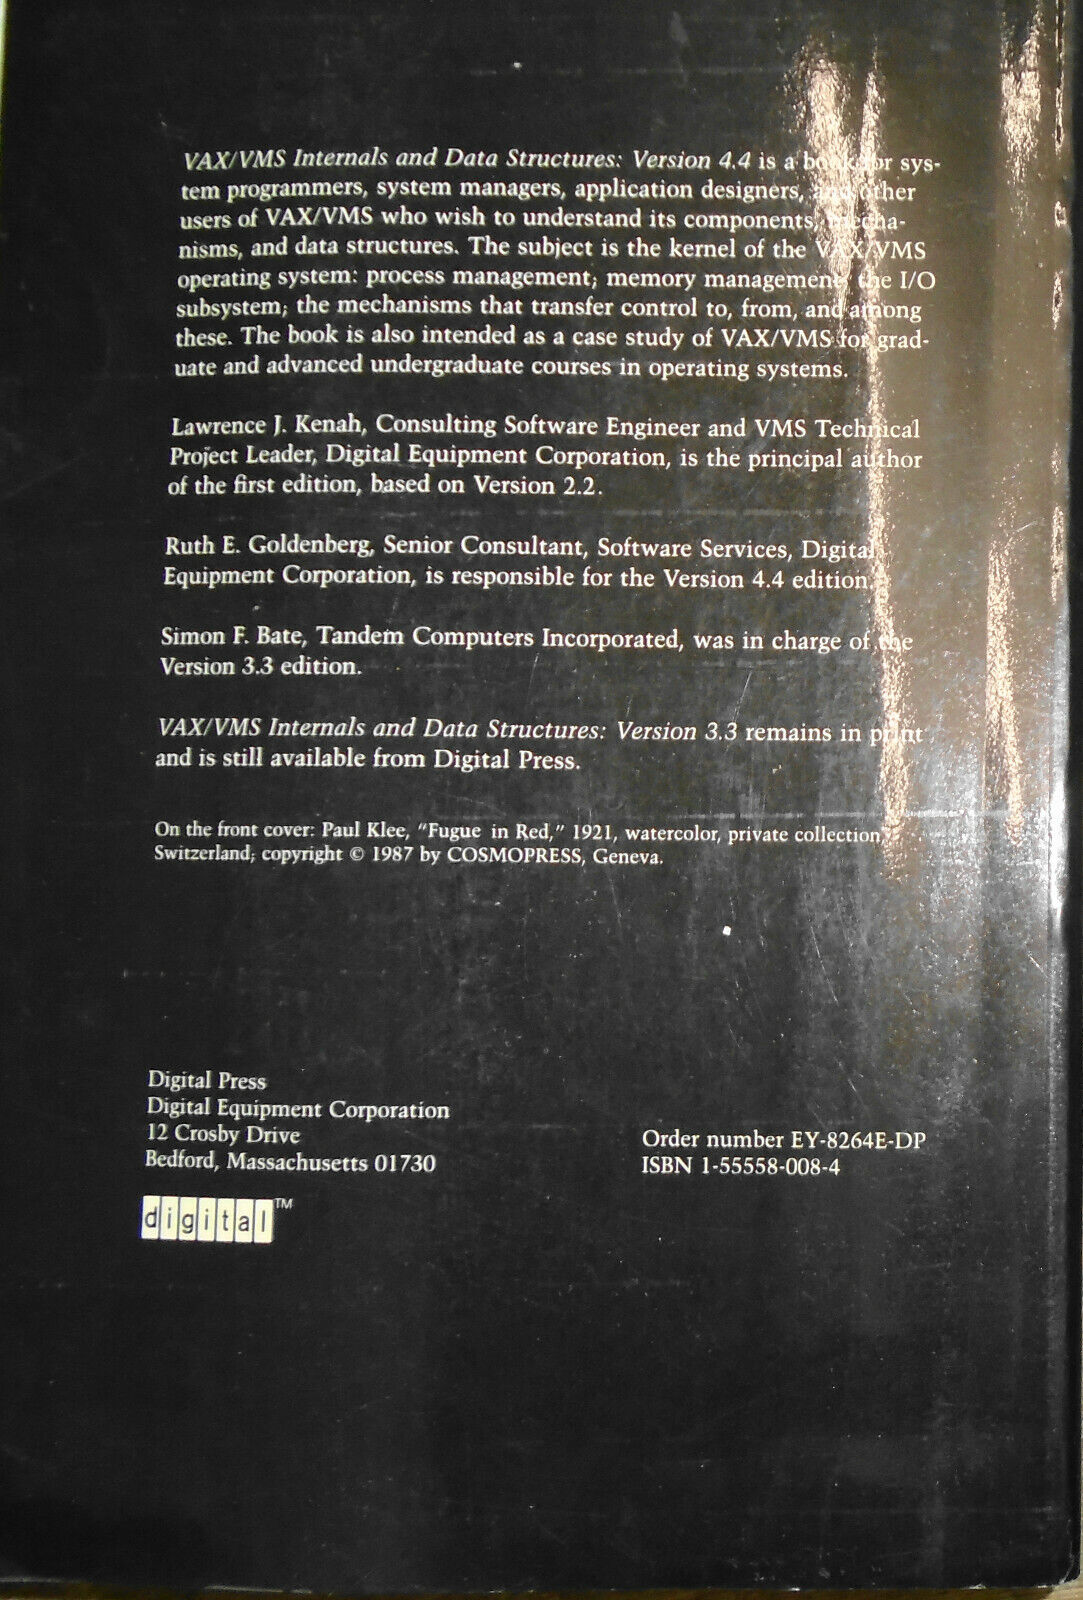 VAX/VMS Internals and Data Structures: Version 4.4 is a book for sys-
tem programmers, system managers, application designers, and other
users of VAX/VMS who wish to understand its components, mecha-
nisms, and data structures. The subject is the kernel of the VAX/VMS
operating system: process management; memory management; the I/O
subsystem; the mechanisms that transfer control to, from, and among
these. The book is also intended as a case study of VAX/VMS for grad-
uate and advanced undergraduate courses in operating systems.
Lawrence J. Kenah, Consulting Software Engineer and VMS Technical
Project Leader, Digital Equipment Corporation, is the principal author
of the first edition, based on Version 2.2.
Ruth E. Goldenberg, Senior Consultant, Software Services, Digital
Equipment Corporation, is responsible for the Version 4.4 edition.
Simon F. Bate, Tandem Computers Incorporated, was in charge of the
Version 3.3 edition.
VAX/VMS Internals and Data Structures: Version 3.3 remains in print
and is still available from Digital Press.
On the front cover: Paul Klee, "Fugue in Red," 1921, watercolor, private collection,
Switzerland; copyright © 1987 by COSMOPRESS, Geneva.
Digital Press
Digital Equipment Corporation
12 Crosby Drive
Bedford, Massachusetts 01730
Order number EY-8264E-DP
ISBN 1-55558-008-4
digital™